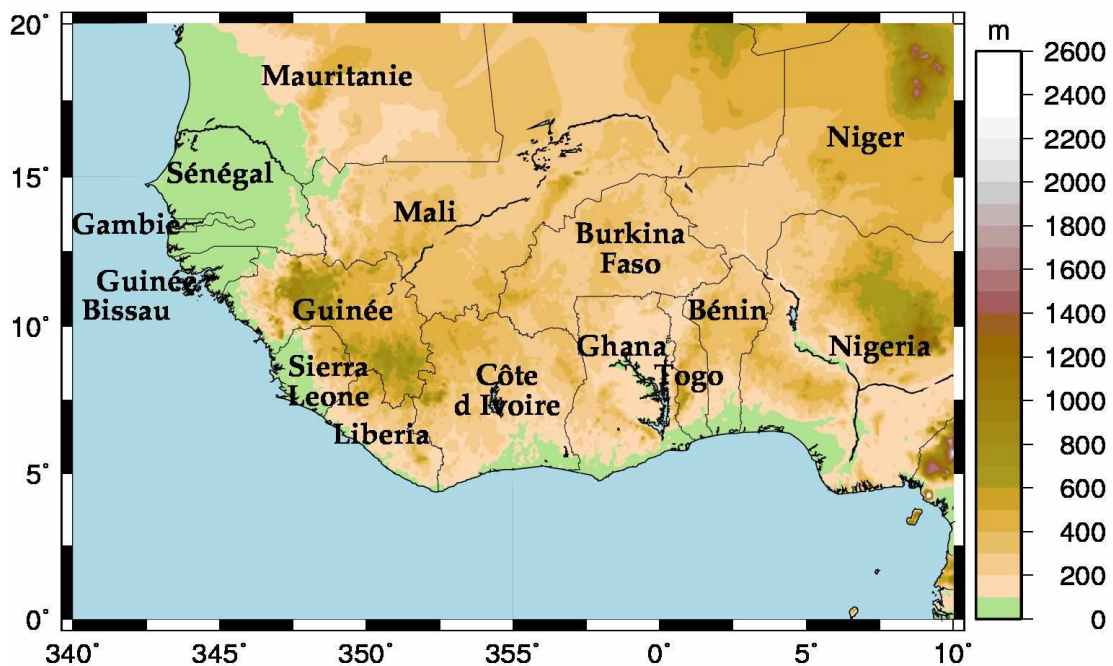 20°
15°
10°
5°
0°
340°
345°
350°
355°
0°
5°
10°
Mauritanie
Niger
Sénégal
Mali
Gambie
Burkina
Faso
Guinée
Bissau
Guinée
Bénin
Ghana
Nigeria
Sierra
Leone
Côte
d Ivoire
Togo
Liberia
m
2600
2400
2200
2000
1800
1600
1400
1200
1000
800
600
400
200
0